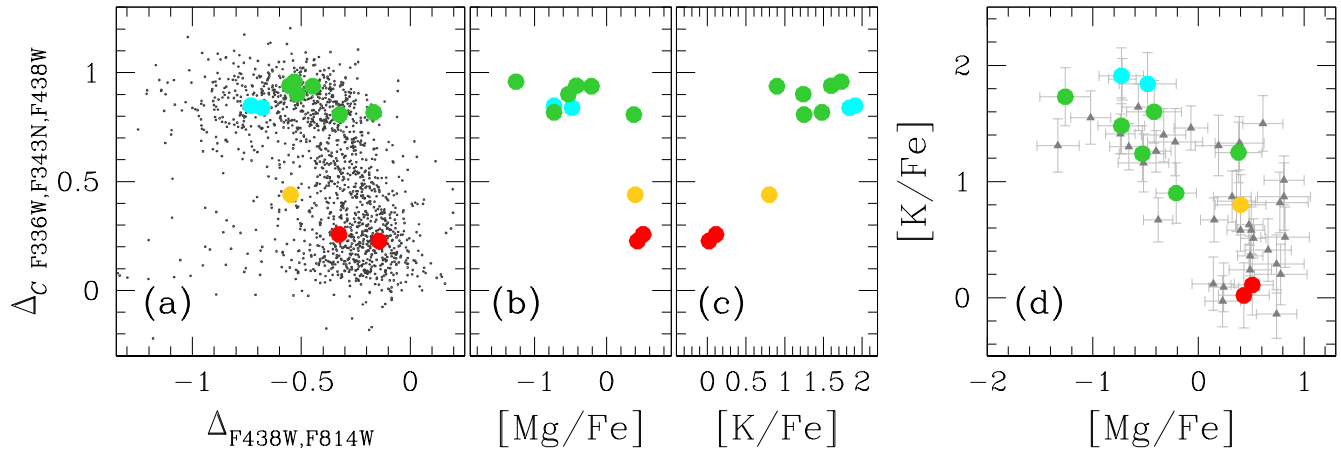 Δ_C F336W,F343N,F438W
1
0.5
0
(a)
(b)
(c)
−1 −0.5 0
−1 0
0 0.5 1 1.5 2
Δ_F438W,F814W
[Mg/Fe]
[K/Fe]
[K/Fe]
2
1
0
(d)
−2 −1 0 1
[Mg/Fe]